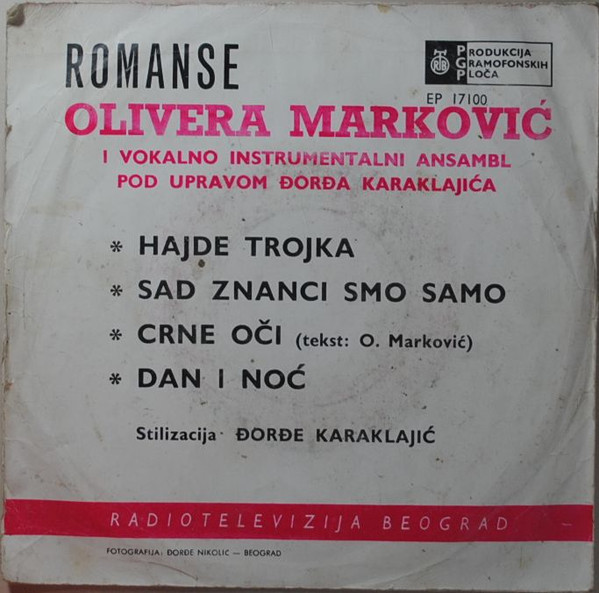 ROMANSE
RTB
PRODUKCIJA
GRAMOFONSKIH
PLOČA
EP 17100
OLIVERA MARKOVIĆ
I VOKALNO INSTRUMENTALNI ANSAMBL
POD UPRAVOM ĐORĐA KARAKLAJIĆA
* HAJDE TROJKA
* SAD ZNANCI SMO SAMO
* CRNE OČI (tekst: O. Marković)
* DAN I NOĆ
Stilizacija ĐORĐE KARAKLAJIĆ
RADIOTELEVIZIJA BEOGRAD
FOTOGRAFIJA: ĐORĐE NIKOLIĆ — BEOGRAD